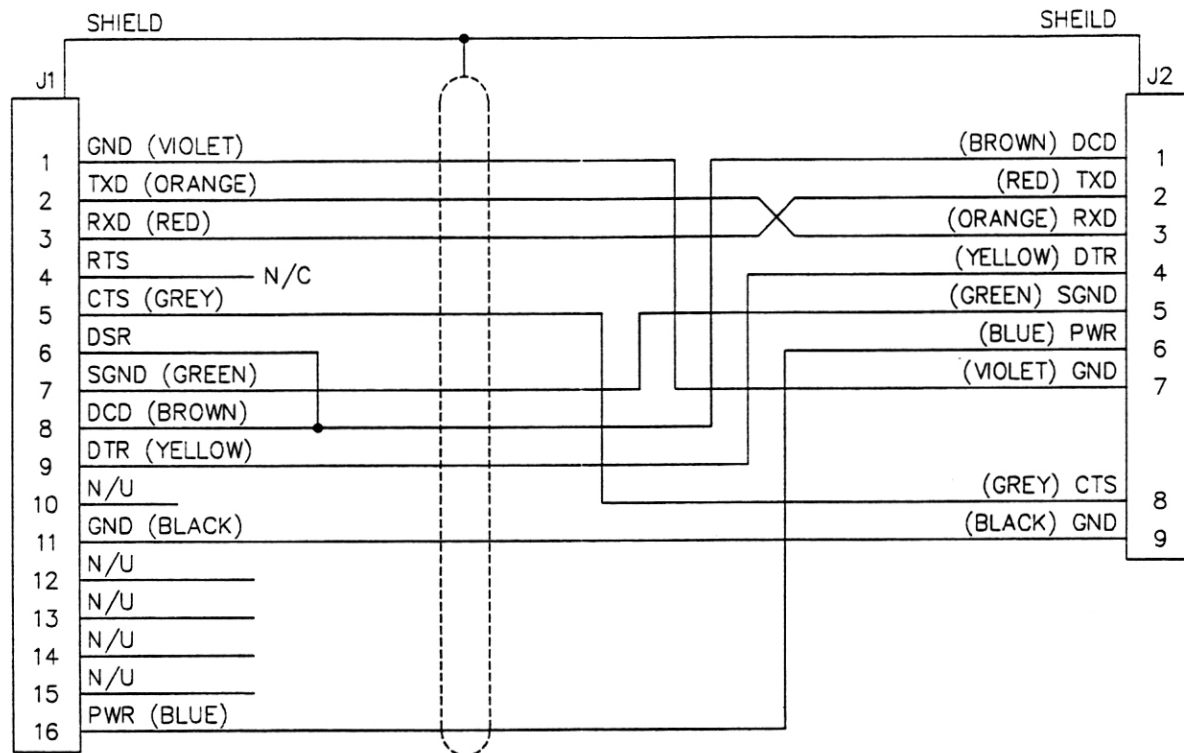 SHIELD
SHEILD
J1
J2
1 GND (VIOLET)
2 TXD (ORANGE)
3 RXD (RED)
4 RTS N/C
5 CTS (GREY)
6 DSR
7 SGND (GREEN)
8 DCD (BROWN)
9 DTR (YELLOW)
10 N/U
11 GND (BLACK)
12 N/U
13 N/U
14 N/U
15 N/U
16 PWR (BLUE)
(BROWN) DCD 1
(RED) TXD 2
(ORANGE) RXD 3
(YELLOW) DTR 4
(GREEN) SGND 5
(BLUE) PWR 6
(VIOLET) GND 7
(GREY) CTS 8
(BLACK) GND 9